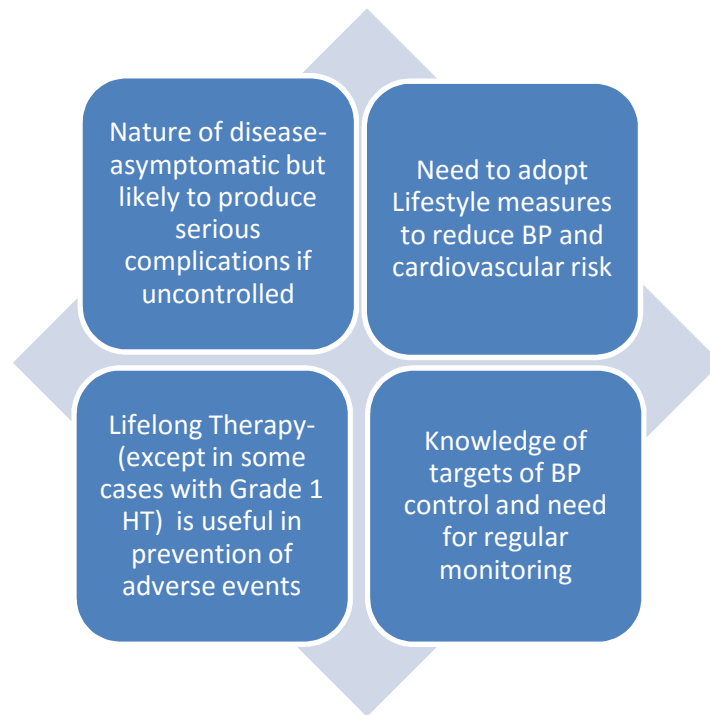 Nature of disease-
asymptomatic but
likely to produce
serious
complications if
uncontrolled
Need to adopt
Lifestyle measures
to reduce BP and
cardiovascular risk
Lifelong Therapy-
(except in some
cases with Grade 1
HT)  is useful in
prevention of
adverse events
Knowledge of
targets of BP
control and need
for regular
monitoring